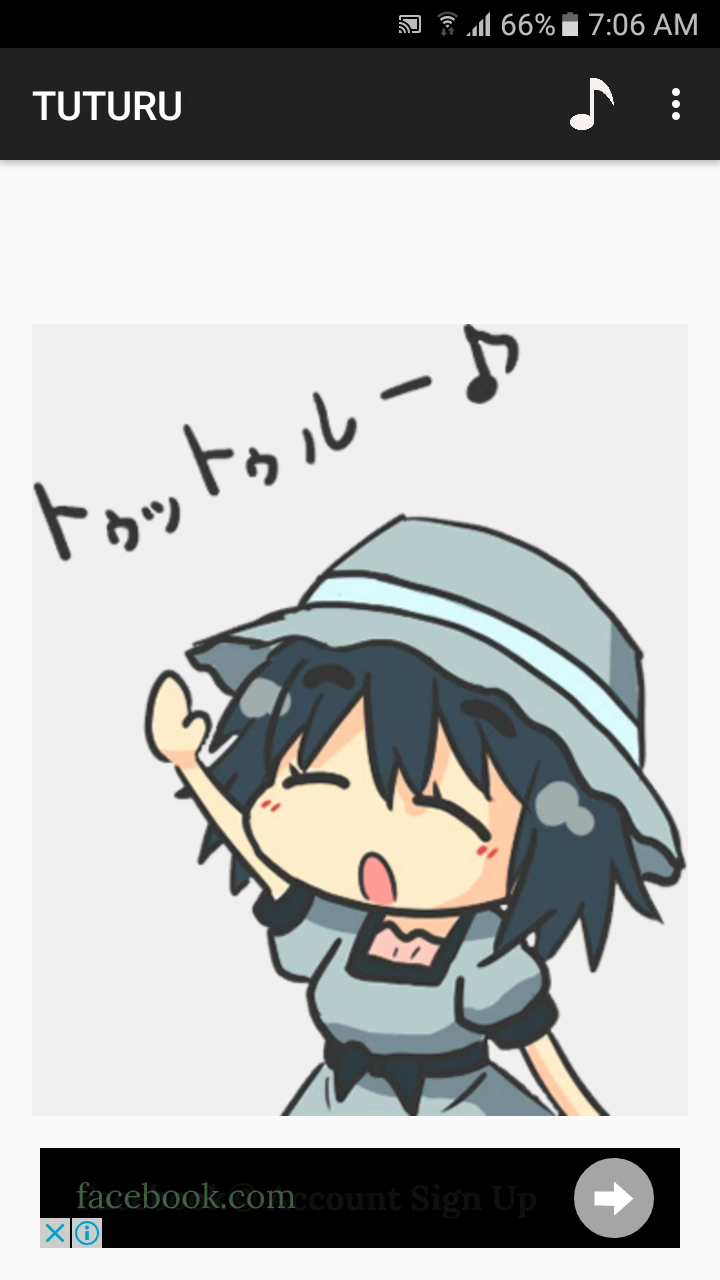 66% 7:06 AM
TUTURU
トゥットゥルー♪
facebook.com
Account Sign Up